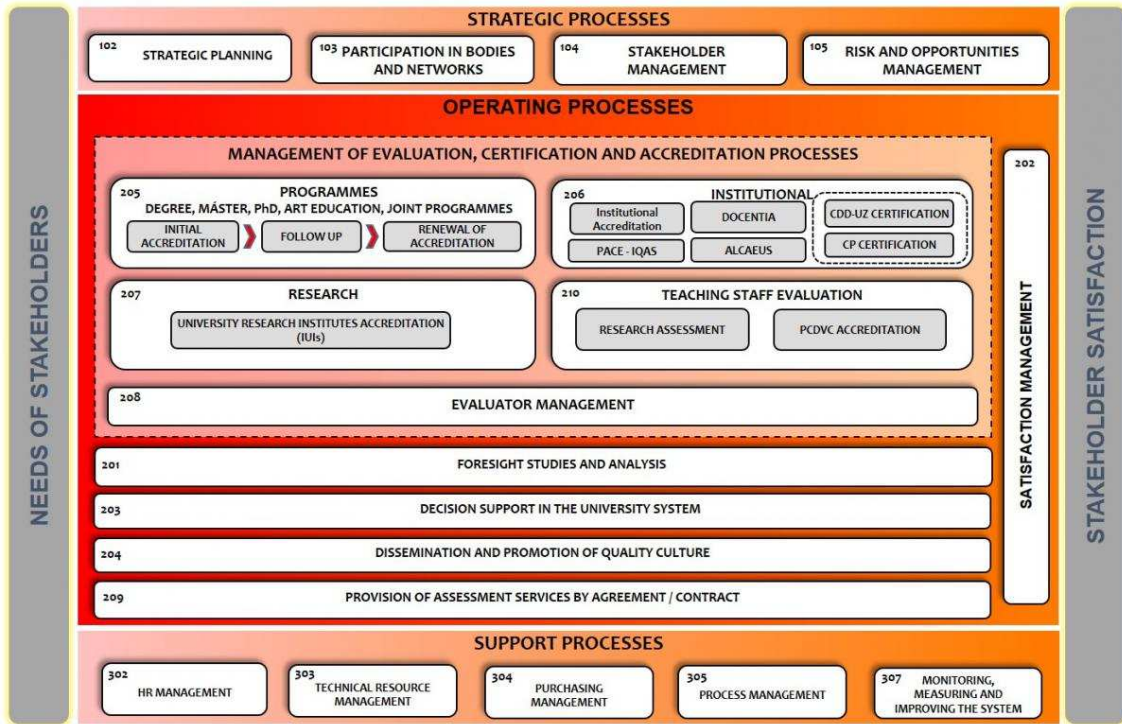 NEEDS OF STAKEHOLDERS
STRATEGIC PROCESSES
102
STRATEGIC PLANNING
103 PARTICIPATION IN BODIES
AND NETWORKS
104
STAKEHOLDER
MANAGEMENT
105
RISK AND OPPORTUNITIES
MANAGEMENT
OPERATING PROCESSES
MANAGEMENT OF EVALUATION, CERTIFICATION AND ACCREDITATION PROCESSES
205
PROGRAMMES
DEGREE, MÁSTER, PhD, ART EDUCATION, JOINT PROGRAMMES
INITIAL
ACCREDITATION
FOLLOW UP
RENEWAL OF
ACCREDITATION
206
INSTITUTIONAL
Institutional
Accreditation
DOCENTIA
CDD-UZ CERTIFICATION
PACE - IQAS
ALCAEUS
CP CERTIFICATION
207
RESEARCH
UNIVERSITY RESEARCH INSTITUTES ACCREDITATION
(IUIs)
210
TEACHING STAFF EVALUATION
RESEARCH ASSESSMENT
PCDVC ACCREDITATION
208
EVALUATOR MANAGEMENT
201
FORESIGHT STUDIES AND ANALYSIS
203
DECISION SUPPORT IN THE UNIVERSITY SYSTEM
204
DISSEMINATION AND PROMOTION OF QUALITY CULTURE
209
PROVISION OF ASSESSMENT SERVICES BY AGREEMENT / CONTRACT
202
SATISFACTION MANAGEMENT
SUPPORT PROCESSES
302
HR MANAGEMENT
303
TECHNICAL RESOURCE
MANAGEMENT
304
PURCHASING
MANAGEMENT
305
PROCESS MANAGEMENT
307
MONITORING,
MEASURING AND
IMPROVING THE SYSTEM
STAKEHOLDER SATISFACTION